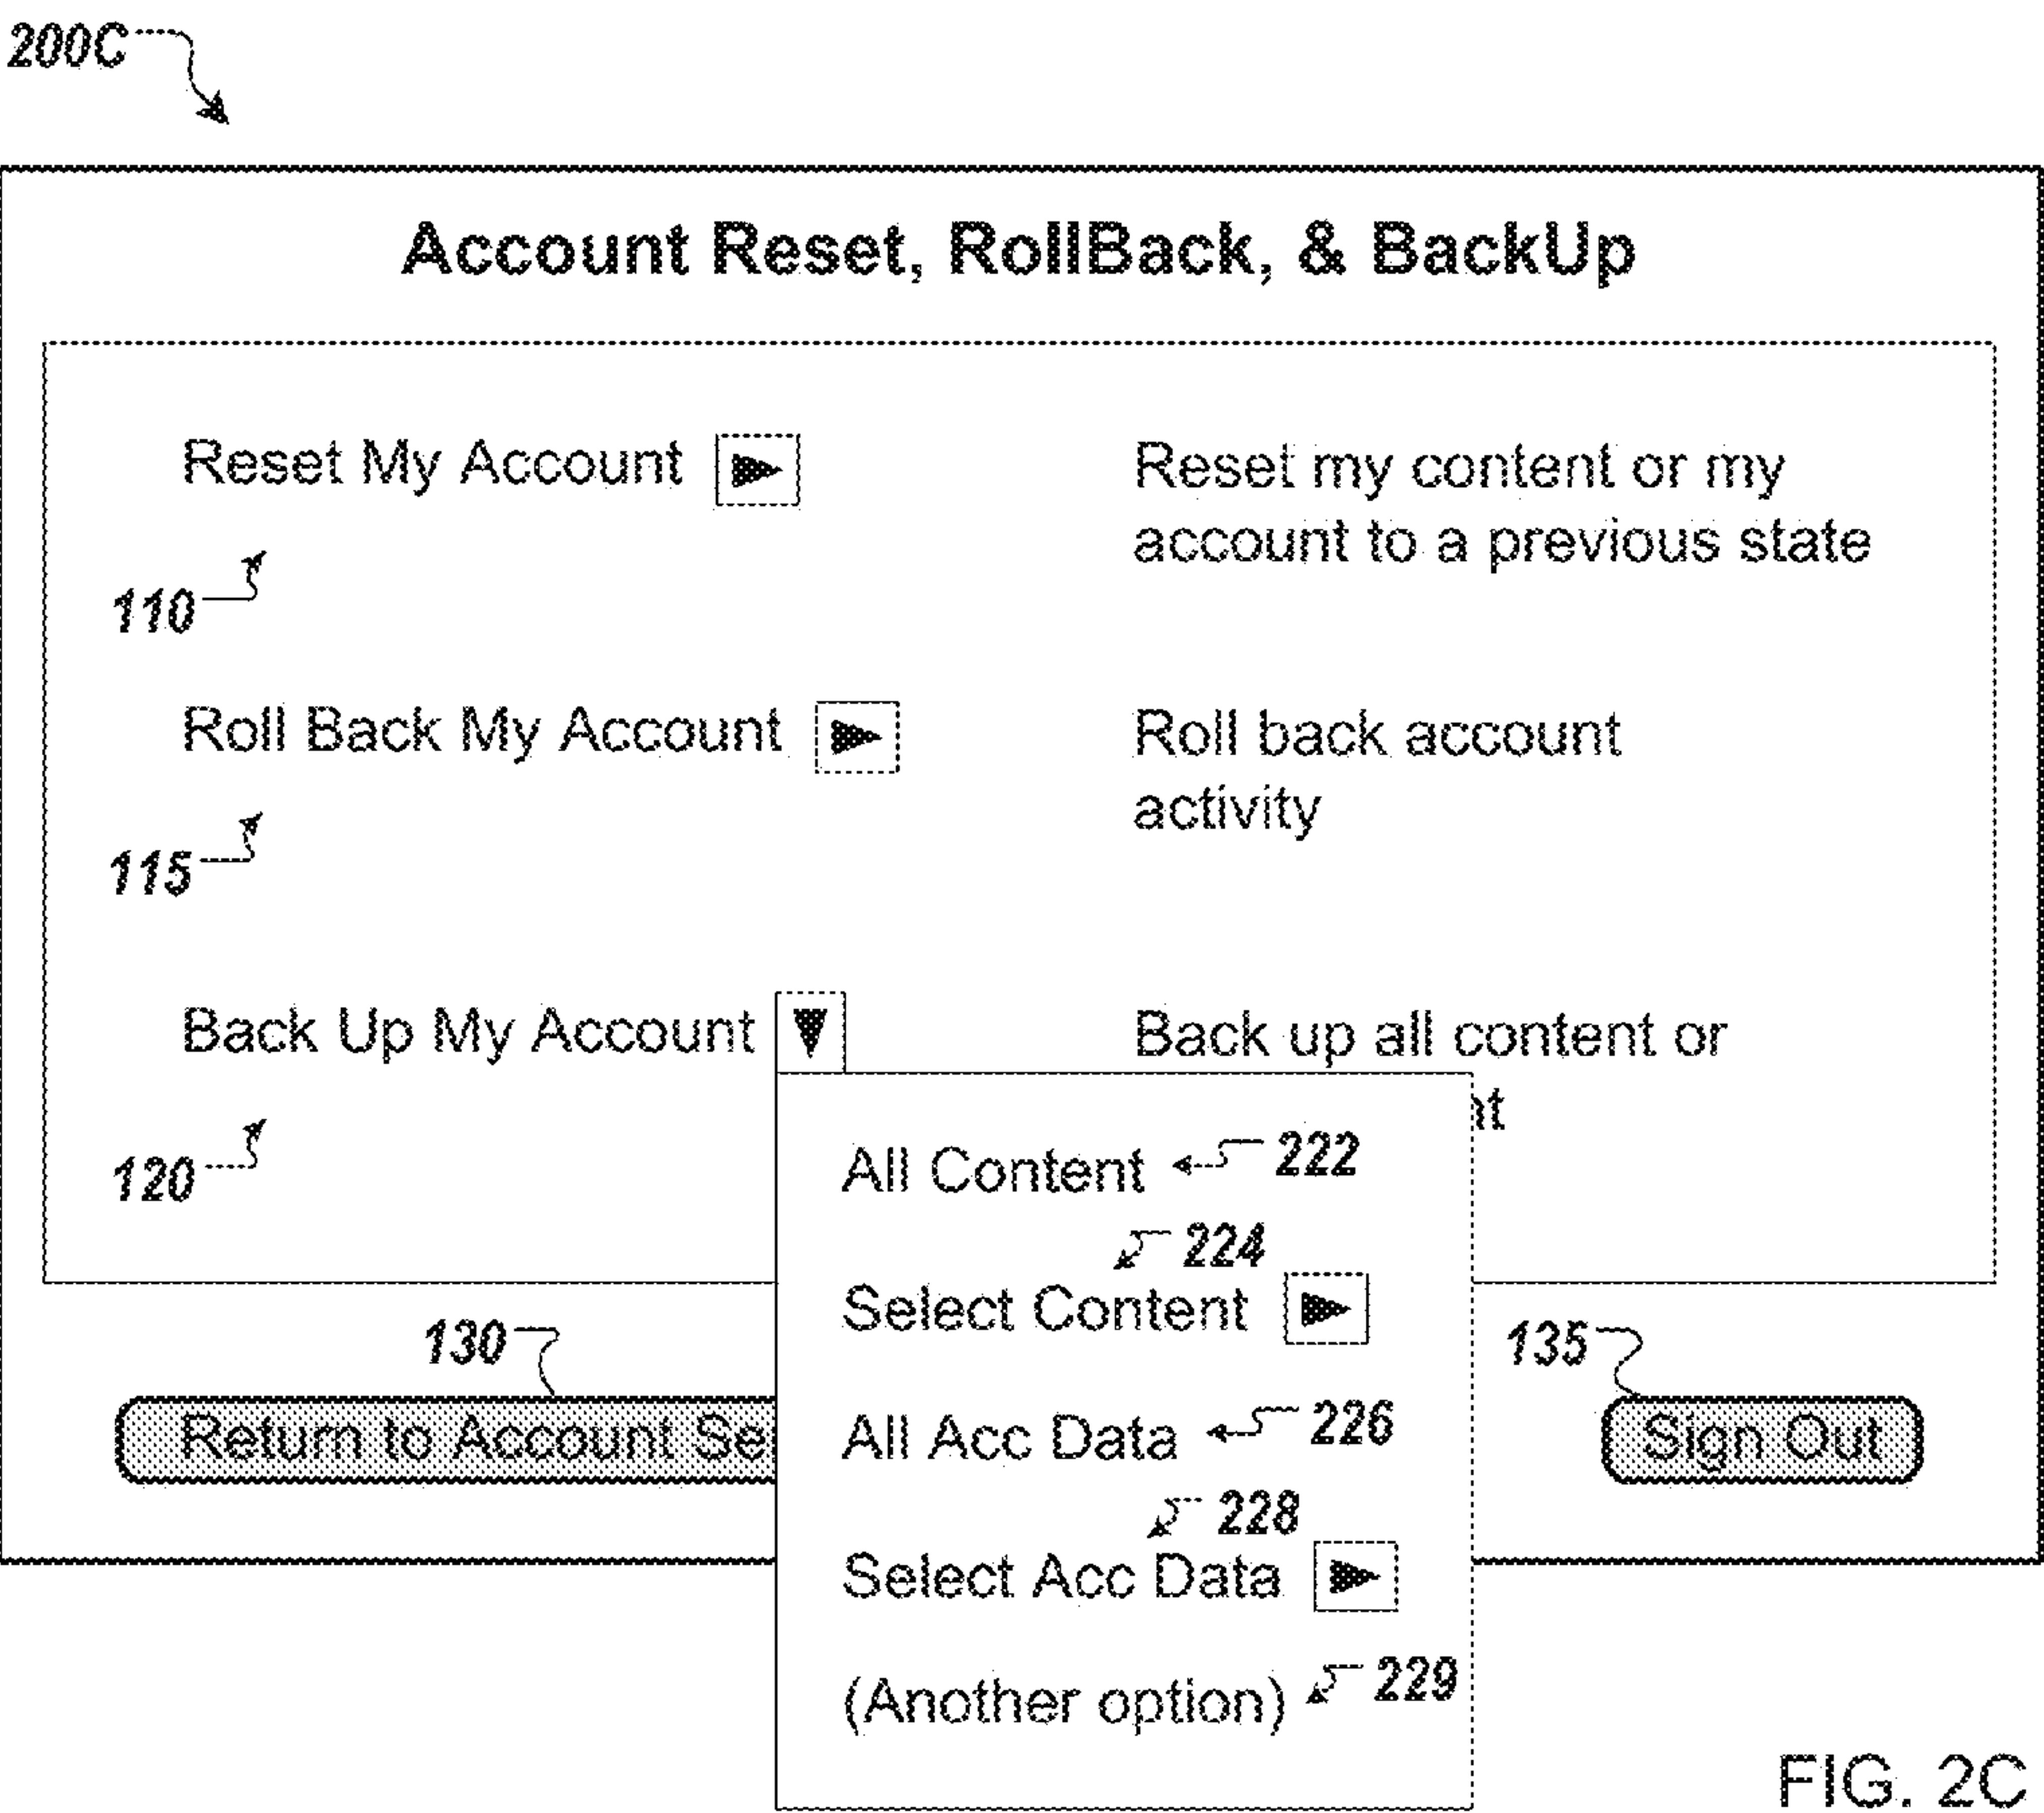 200C
Account Reset, RollBack, & BackUp
Reset My Account
Reset my content or my
account to a previous state
110
Roll Back My Account
Roll back account
activity
115
Back Up My Account
Back up all content or
120
All Content 222
224
Select Content
130
135
Return to Account
All Acc Data 226
Sign Out
228
Select Acc Data
(Another option) 229
FIG. 2C